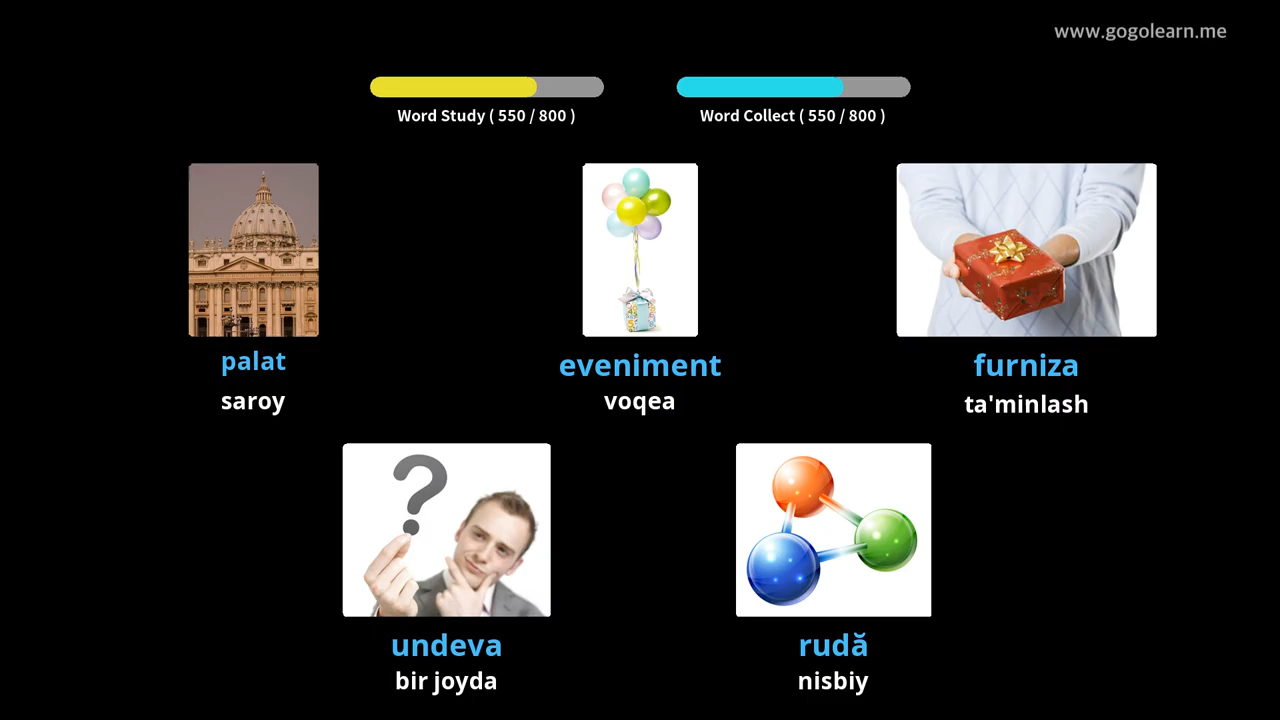 www.gogolearn.me
Word Study ( 550 / 800 )
Word Collect ( 550 / 800 )
palat
saroy
eveniment
voqea
furniza
ta'minlash
undeva
bir joyda
rudă
nisbiy